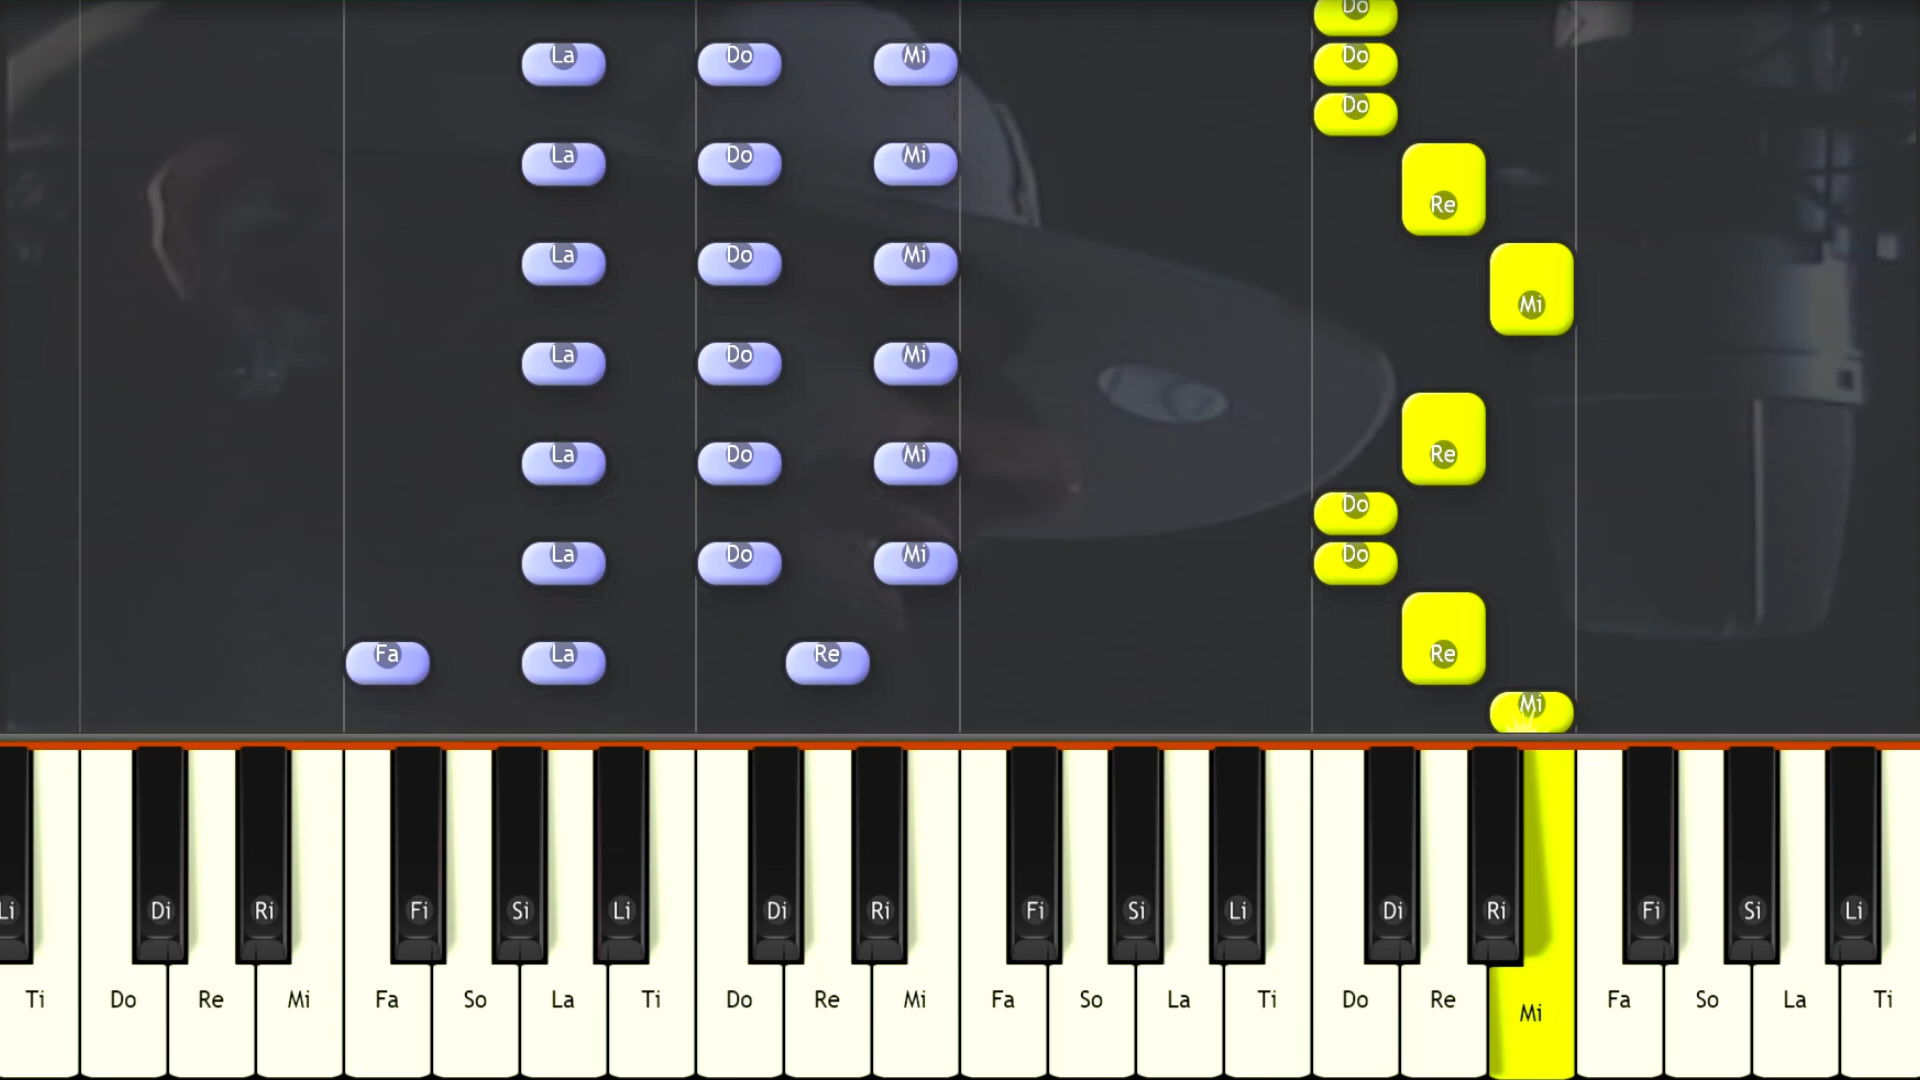 Do
La Do Mi Do
Do
La Do Mi
Re
La Do Mi
Mi
La Do Mi
La Do Mi Re
Do
La Do Mi Do
Fa La Re Re
Mi
Li Di Ri Fi Si Li Di Ri Fi Si Li Di Ri Fi Si Li
Ti Do Re Mi Fa So La Ti Do Re Mi Fa So La Ti Do Re Mi Fa So La Ti